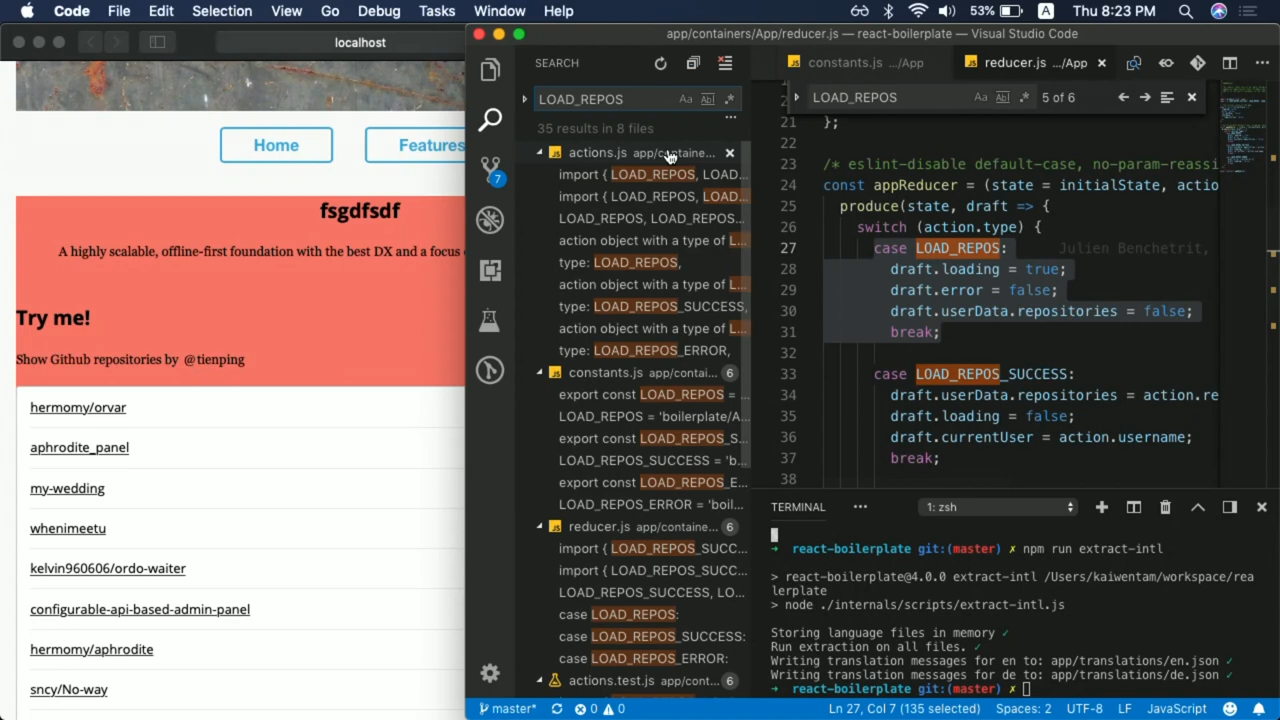 Code File Edit Selection View Go Debug Tasks Window Help 53% A Thu 8:23 PM
localhost
Home
Features
fsgdfsdf
A highly scalable, offline-first foundation with the best DX and a focus
Try me!
Show Github repositories by @tienping
hermomy/orvar
aphrodite_panel
my-wedding
whenimeetu
kelvin960606/ordo-waiter
configurable-api-based-admin-panel
hermomy/aphrodite
sncy/No-way
app/containers/App/reducer.js — react-boilerplate — Visual Studio Code
7
SEARCH
LOAD_REPOS Aa Abl .*
35 results in 8 files
actions.js app/containe...
import { LOAD_REPOS, LOAD...
import { LOAD_REPOS, LOAD...
LOAD_REPOS, LOAD_REPOS...
action object with a type of L...
type: LOAD_REPOS,
action object with a type of L...
type: LOAD_REPOS_SUCCESS,
action object with a type of L...
type: LOAD_REPOS_ERROR,
constants.js app/contai... 6
export const LOAD_REPOS = ...
LOAD_REPOS = 'boilerplate/A...
export const LOAD_REPOS_S...
LOAD_REPOS_SUCCESS = 'b...
export const LOAD_REPOS_E...
LOAD_REPOS_ERROR = 'boil...
reducer.js app/containe... 6
import { LOAD_REPOS_SUCC...
import { LOAD_REPOS_SUCC...
LOAD_REPOS_SUCCESS, LO...
case LOAD_REPOS:
case LOAD_REPOS_SUCCESS:
case LOAD_REPOS_ERROR:
actions.test.js app/cont... 6
constants.js .../App
reducer.js .../App
LOAD_REPOS Aa Abl .* 5 of 6
21 };
22
23 /* eslint-disable default-case, no-param-reassi
24 const appReducer = (state = initialState, actio
25 produce(state, draft => {
26 switch (action.type) {
27 case LOAD_REPOS: Julien Benchetrit,
28 draft.loading = true;
29 draft.error = false;
30 draft.userData.repositories = false;
31 break;
32
33 case LOAD_REPOS_SUCCESS:
34 draft.userData.repositories = action.re
35 draft.loading = false;
36 draft.currentUser = action.username;
37 break;
38
TERMINAL ... 1: zsh
➜ react-boilerplate git:(master) ✗ npm run extract-intl
> react-boilerplate@4.0.0 extract-intl /Users/kaiwentam/workspace/rea
lerplate
> node ./internals/scripts/extract-intl.js
Storing language files in memory ✓
Run extraction on all files. ✓
Writing translation messages for en to: app/translations/en.json ✓
Writing translation messages for de to: app/translations/de.json ✓
➜ react-boilerplate git:(master) ✗
master* 0 0 Ln 27, Col 7 (135 selected) Spaces: 2 UTF-8 LF JavaScript